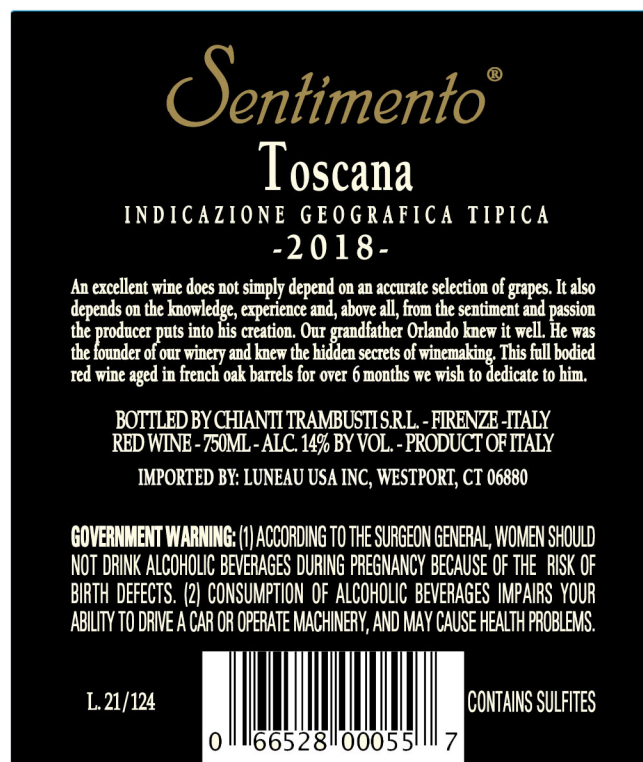 Sentimento®
Toscana
INDICAZIONE GEOGRAFICA TIPICA
-2018-
An excellent wine does not simply depend on an accurate selection of grapes. It also
depends on the knowledge, experience and, above all, from the sentiment and passion
the producer puts into his creation. Our grandfather Orlando knew it well. He was
the founder of our winery and knew the hidden secrets of winemaking. This full bodied
red wine aged in french oak barrels for over 6 months we wish to dedicate to him.
BOTTLED BY CHIANTI TRAMBUSTI S.R.L. - FIRENZE -ITALY
RED WINE - 750ML - ALC. 14% BY VOL. - PRODUCT OF ITALY
IMPORTED BY: LUNEAU USA INC, WESTPORT, CT 06880
GOVERNMENT WARNING: (1) ACCORDING TO THE SURGEON GENERAL, WOMEN SHOULD
NOT DRINK ALCOHOLIC BEVERAGES DURING PREGNANCY BECAUSE OF THE RISK OF
BIRTH DEFECTS. (2) CONSUMPTION OF ALCOHOLIC BEVERAGES IMPAIRS YOUR
ABILITY TO DRIVE A CAR OR OPERATE MACHINERY, AND MAY CAUSE HEALTH PROBLEMS.
L. 21/124
CONTAINS SULFITES
0 66528 00055 7